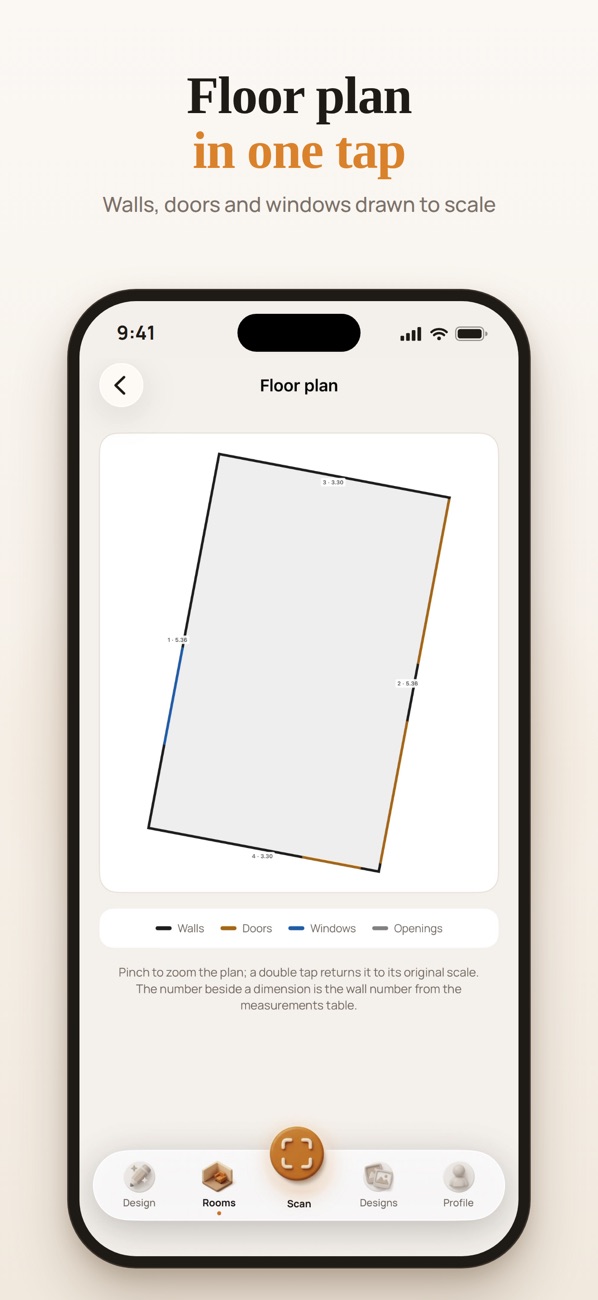 Floor plan
in one tap
Walls, doors and windows drawn to scale
9:41
Floor plan
3 · 3.30
1 · 5.36
2 · 5.36
4 · 3.30
Walls Doors Windows Openings
Pinch to zoom the plan; a double tap returns it to its original scale.
The number beside a dimension is the wall number from the
measurements table.
Design Rooms Scan Designs Profile